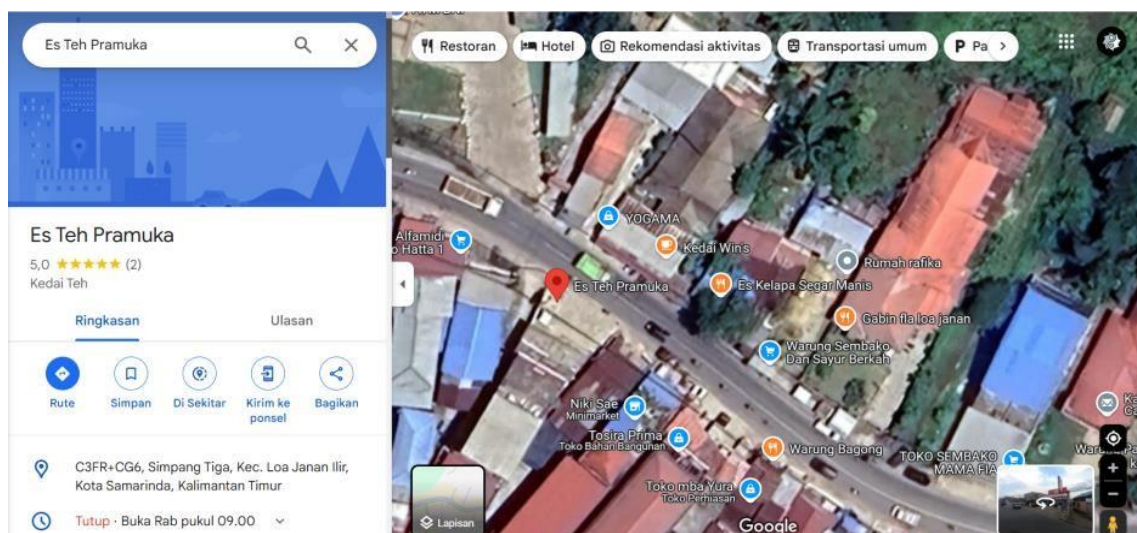 Es Teh Pramuka
Restoran
Hotel
Rekomendasi aktivitas
Transportasi umum
P Pa
Es Teh Pramuka
5,0 (2)
Kedai Teh
Ringkasan
Ulasan
Rute
Simpan
Di Sekitar
Kirim ke
ponsel
Bagikan
C3FR+CG6, Simpang Tiga, Kec. Loa Janan Ilir,
Kota Samarinda, Kalimantan Timur
Tutup · Buka Rab pukul 09.00
Alfamidi
o Hatta 1
YOGAMA
Kedai Win's
Rumah rafika
Es Teh Pramuka
Es Kelapa Segar Manis
Gabin fla loa janan
Warung Sembako
Dan Sayur Berkah
Niki Sae
Minimarket
Tosira Prima
Toko Bahan Bangunan
Warung Bagong
TOKO SEMBAKO
MAMA FIA
Toko mba Yura
Toko Perhiasan
Lapisan
Google